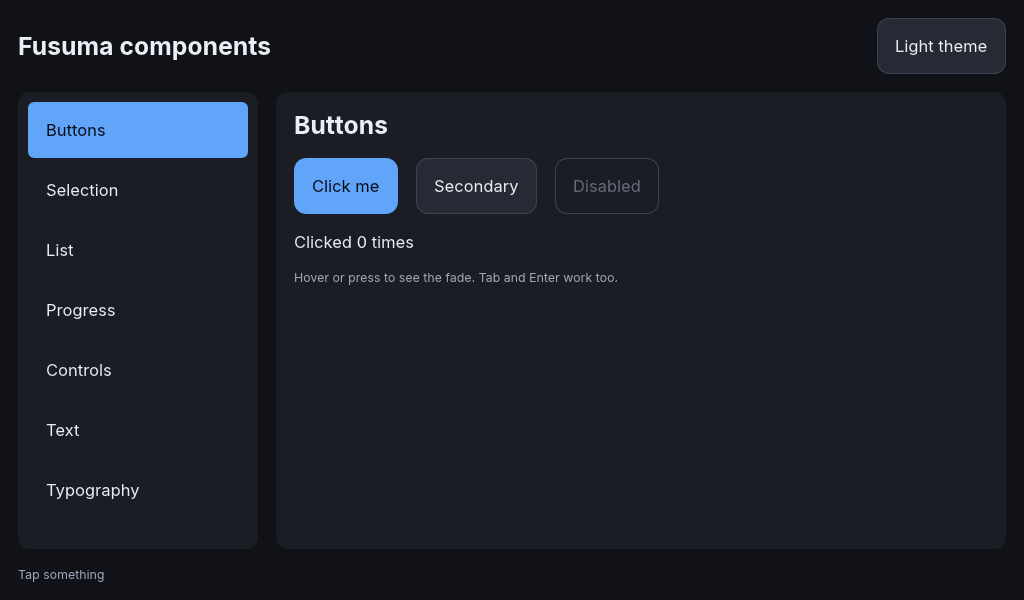 Fusuma components
Light theme
Buttons
Selection
List
Progress
Controls
Text
Typography
Buttons
Click me
Secondary
Disabled
Clicked 0 times
Hover or press to see the fade. Tab and Enter work too.
Tap something